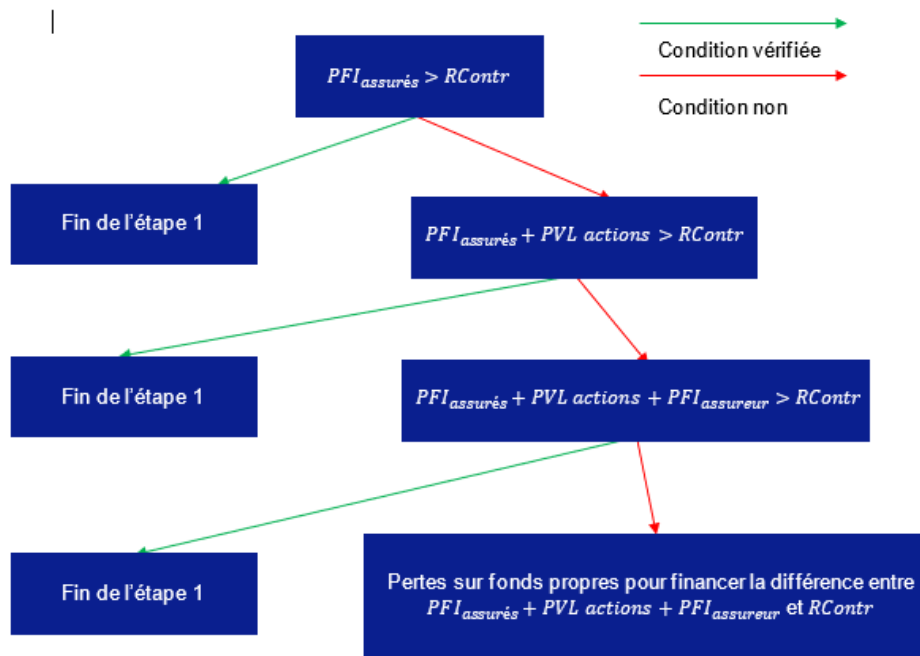 Condition vérifiée
PFI_assurés > RContr
Condition non
Fin de l'étape 1
PFI_assurés + PVL actions > RContr
Fin de l'étape 1
PFI_assurés + PVL actions + PFI_assureur > RContr
Fin de l'étape 1
Pertes sur fonds propres pour financer la différence entre
PFI_assurés + PVL actions + PFI_assureur et RContr